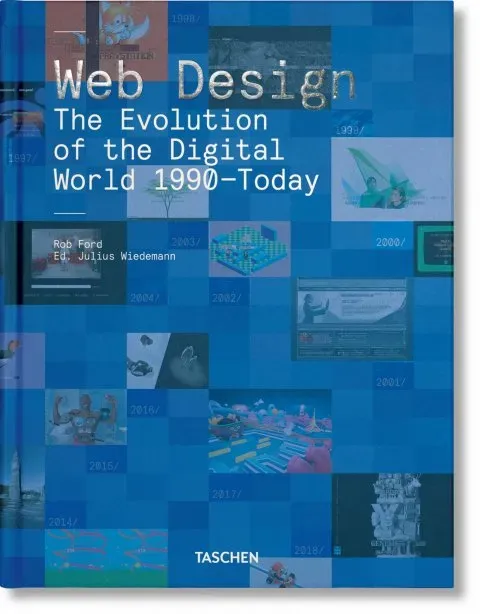 1998/
Web Design
The Evolution
of the Digital
World 1990–Today
1999/
1997/
Rob Ford
Ed. Julius Wiedemann
2003/
2000/
2004/
2002/
2001/
2016/
2015/
2017/
2014/
2018/
TASCHEN